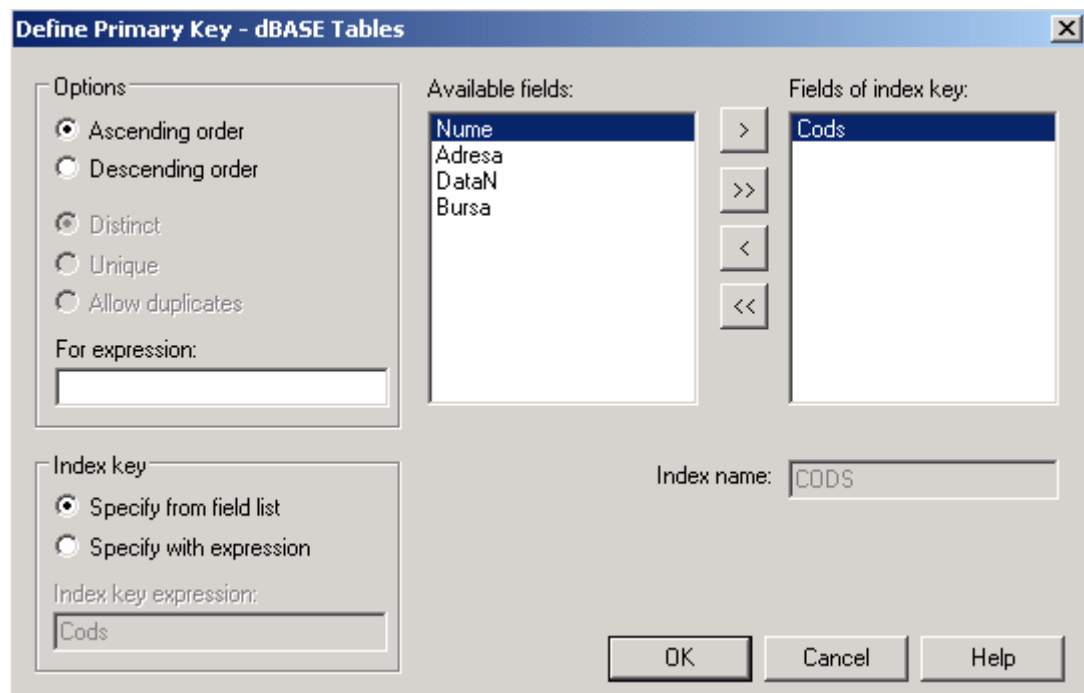 Define Primary Key - dBASE Tables
Options
Ascending order
Descending order
Distinct
Unique
Allow duplicates
For expression:
Available fields:
Nume
Adresa
DataN
Bursa
>
>>
<
<<
Fields of index key:
Cods
Index key
Specify from field list
Specify with expression
Index key expression:
Cods
Index name:
CODS
OK
Cancel
Help